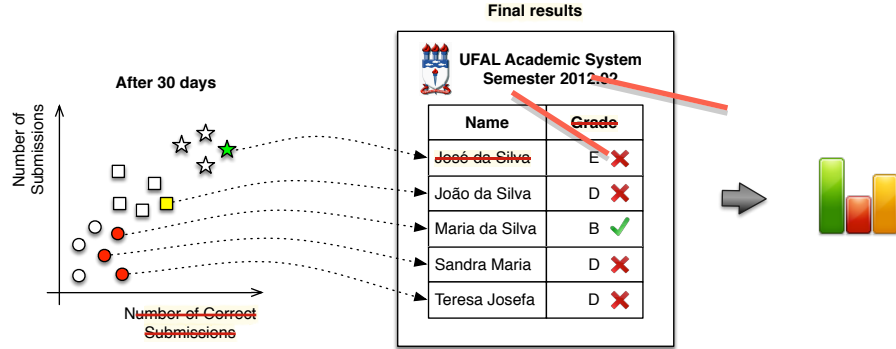 Final results
After 30 days
UFAL Academic System
Semester 2012.02
Name
Grade
José da Silva
E
João da Silva
D
Maria da Silva
B
Sandra Maria
D
Teresa Josefa
D
Number of
Submissions
Number of Correct
Submissions